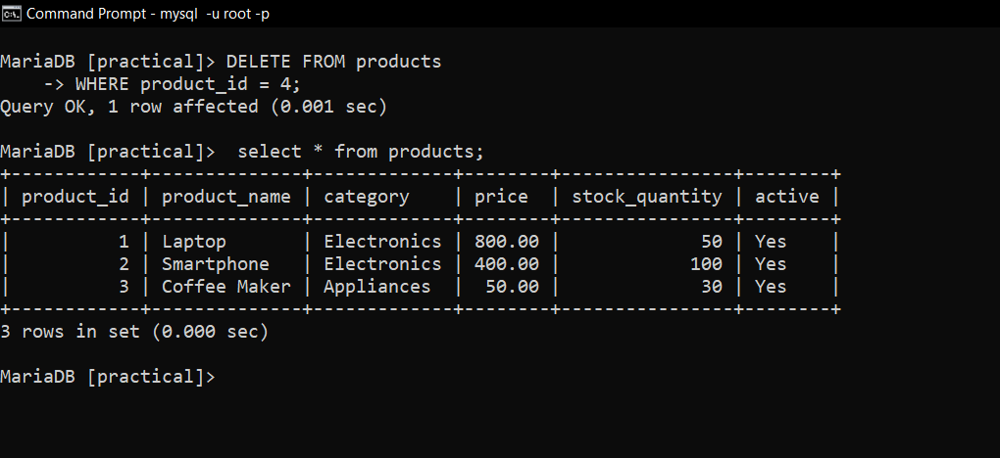 Command Prompt - mysql  -u root -p
MariaDB [practical]> DELETE FROM products
    -> WHERE product_id = 4;
Query OK, 1 row affected (0.001 sec)
MariaDB [practical]>  select * from products;
+------------+--------------+-------------+--------+----------------+--------+
| product_id | product_name | category    | price  | stock_quantity | active |
+------------+--------------+-------------+--------+----------------+--------+
|          1 | Laptop       | Electronics | 800.00 |             50 | Yes    |
|          2 | Smartphone   | Electronics | 400.00 |            100 | Yes    |
|          3 | Coffee Maker | Appliances  |  50.00 |             30 | Yes    |
+------------+--------------+-------------+--------+----------------+--------+
3 rows in set (0.000 sec)
MariaDB [practical]>